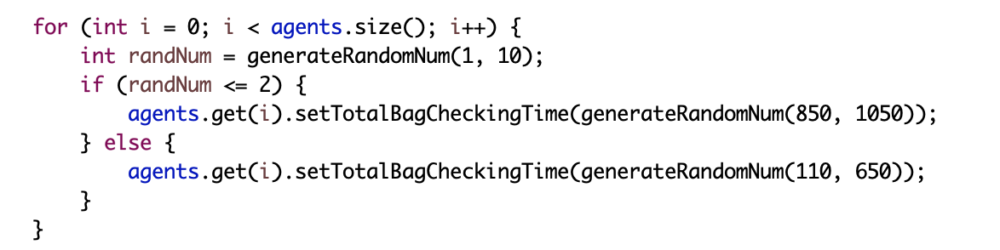 for (int i = 0; i < agents.size(); i++) {
    int randNum = generateRandomNum(1, 10);
    if (randNum <= 2) {
        agents.get(i).setTotalBagCheckingTime(generateRandomNum(850, 1050));
    } else {
        agents.get(i).setTotalBagCheckingTime(generateRandomNum(110, 650));
    }
}